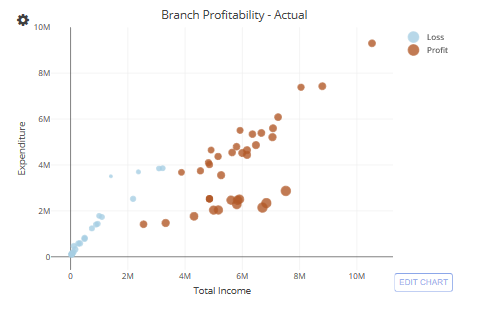 Branch Profitability - Actual
Loss
Profit
10M
8M
6M
4M
2M
0
Expenditure
0
2M
4M
6M
8M
10M
Total Income
EDIT CHART